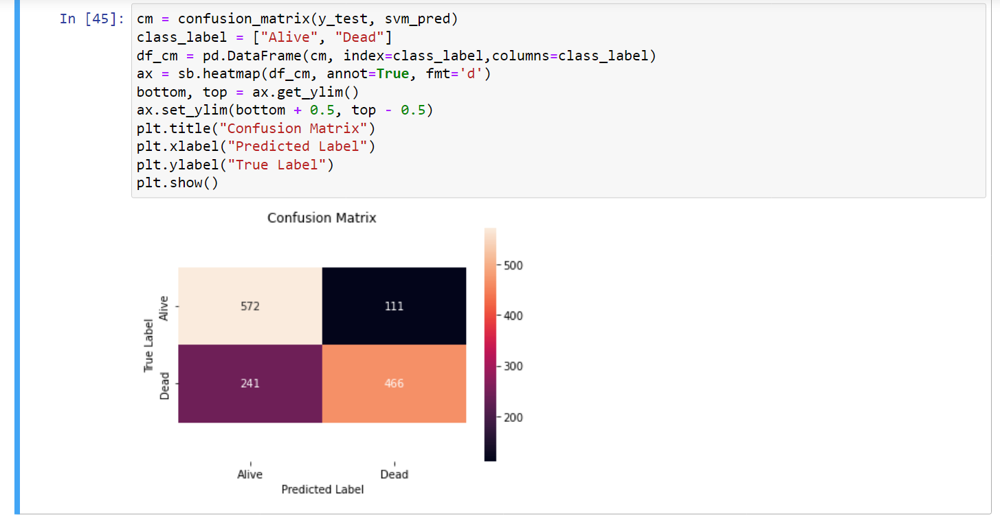 In [45]:
cm = confusion_matrix(y_test, svm_pred)
class_label = ["Alive", "Dead"]
df_cm = pd.DataFrame(cm, index=class_label,columns=class_label)
ax = sb.heatmap(df_cm, annot=True, fmt='d')
bottom, top = ax.get_ylim()
ax.set_ylim(bottom + 0.5, top - 0.5)
plt.title("Confusion Matrix")
plt.xlabel("Predicted Label")
plt.ylabel("True Label")
plt.show()
Confusion Matrix
True Label
Alive
Dead
572
111
241
466
500
400
300
200
Alive
Dead
Predicted Label